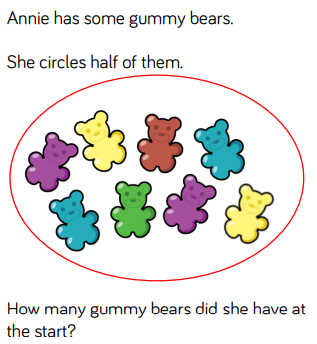 Annie has some gummy bears.
She circles half of them.
How many gummy bears did she have at
the start?